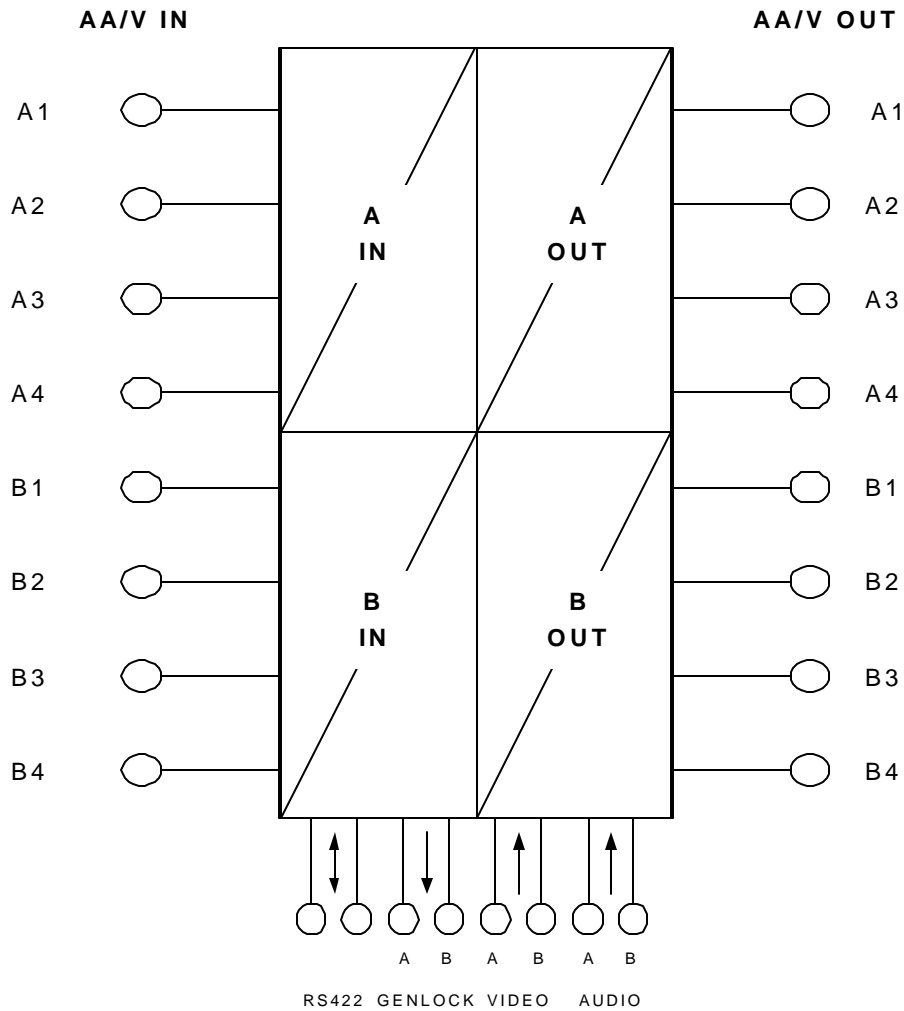 AA/V IN
AA/V OUT
A1
A1
A2
A2
A
IN
A
OUT
A3
A3
A4
A4
B1
B1
B2
B2
B
IN
B
OUT
B3
B3
B4
B4
A B A B A B
RS422 GENLOCK VIDEO AUDIO